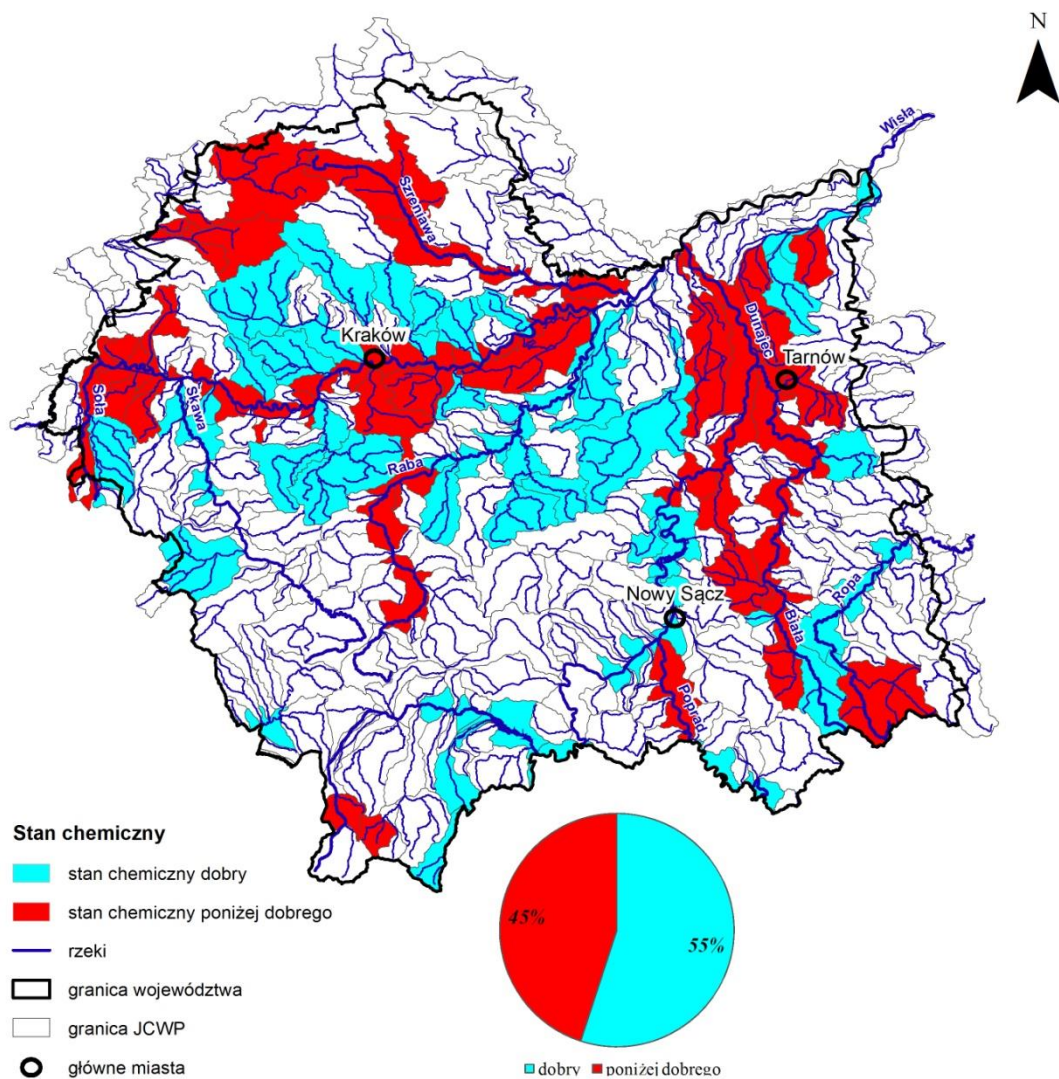 N
Wisła
Szreniawa
Kraków
Dunajec
Tarnów
Soła
Skawa
Raba
Nowy Sącz
Ropa
Biała
Poprad
Stan chemiczny
stan chemiczny dobry
stan chemiczny poniżej dobrego
rzeki
granica województwa
granica JCWP
główne miasta
45%
55%
dobry poniżej dobrego